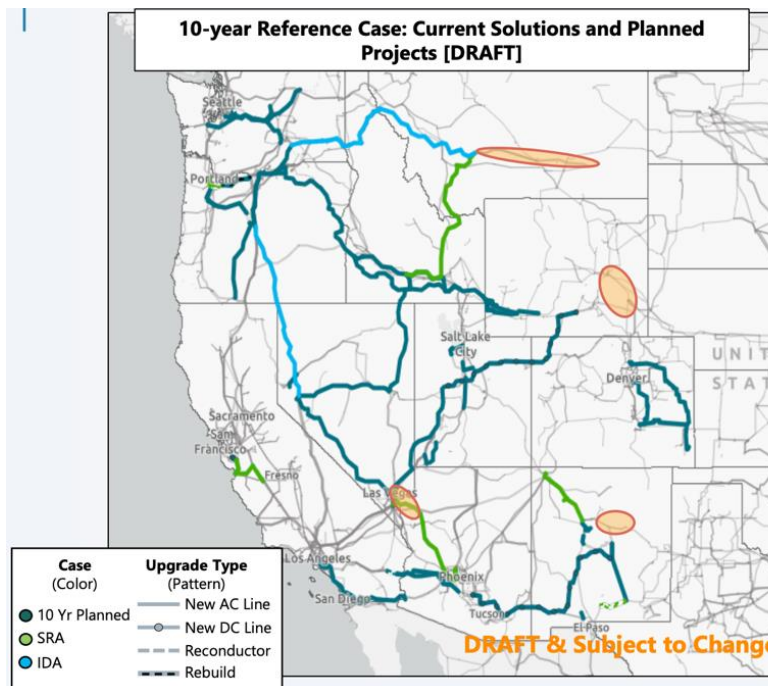 10-year Reference Case: Current Solutions and Planned
Projects [DRAFT]
Seattle
Portland
Salt Lake
City
UNIT
STAT
Denver
Sacramento
San
Francisco
Fresno
Las Vegas
Los Angeles
Phoenix
San Diego
Tucson
El Paso
DRAFT & Subject to Change
Case
(Color)
10 Yr Planned
SRA
IDA
Upgrade Type
(Pattern)
New AC Line
New DC Line
Reconductor
Rebuild